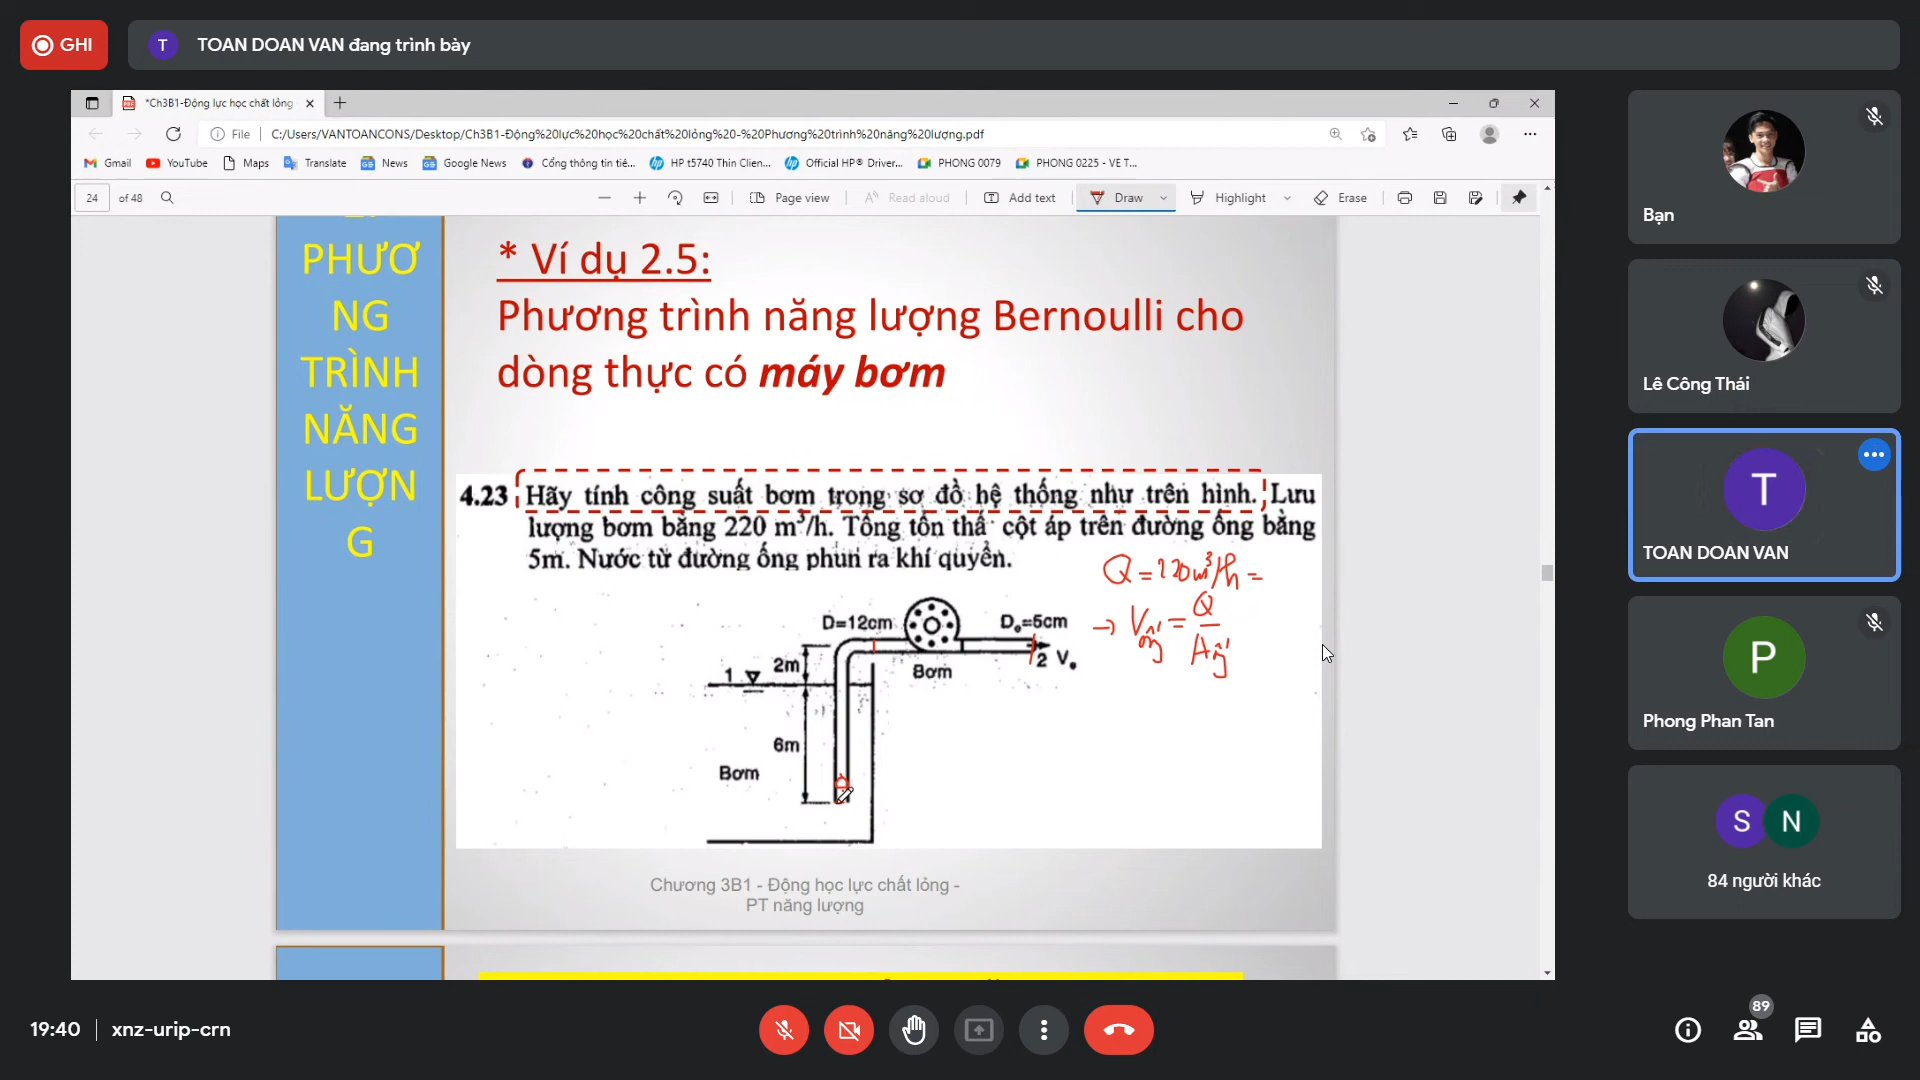 GHI
T
TOAN DOAN VAN đang trình bày
*Ch3B1-Động lực học chất lỏng
File
C:/Users/VANTOANCONS/Desktop/Ch3B1-Động%20lực%20học%20chất%20lỏng%20-%20Phương%20trình%20năng%20lượng.pdf
Gmail YouTube Maps Translate News Google News Cổng thông tin tiê... HP t5740 Thin Clien... Official HP® Driver... PHONG 0079 PHONG 0225 - VE T...
24 of 48 Page view Read aloud Add text Draw Highlight Erase
PHƯƠ
NG
TRÌNH
NĂNG
LƯỢN
G
* Ví dụ 2.5:
Phương trình năng lượng Bernoulli cho
dòng thực có máy bơm
4.23 Hãy tính công suất bơm trong sơ đồ hệ thống như trên hình. Lưu
lượng bơm bằng 220 m³/h. Tổng tổn thấ cột áp trên đường ống bằng
5m. Nước từ đường ống phun ra khí quyển.
Q = 220m³/h =
→ Vống = Q / Aống
D=12cm
D₀=5cm
2m
1
2 V₀
Bơm
6m
Bơm
Chương 3B1 - Động học lực chất lỏng -
PT năng lượng
Bạn
Lê Công Thái
T
TOAN DOAN VAN
P
Phong Phan Tan
S N
84 người khác
19:40 xnz-urip-crn
89